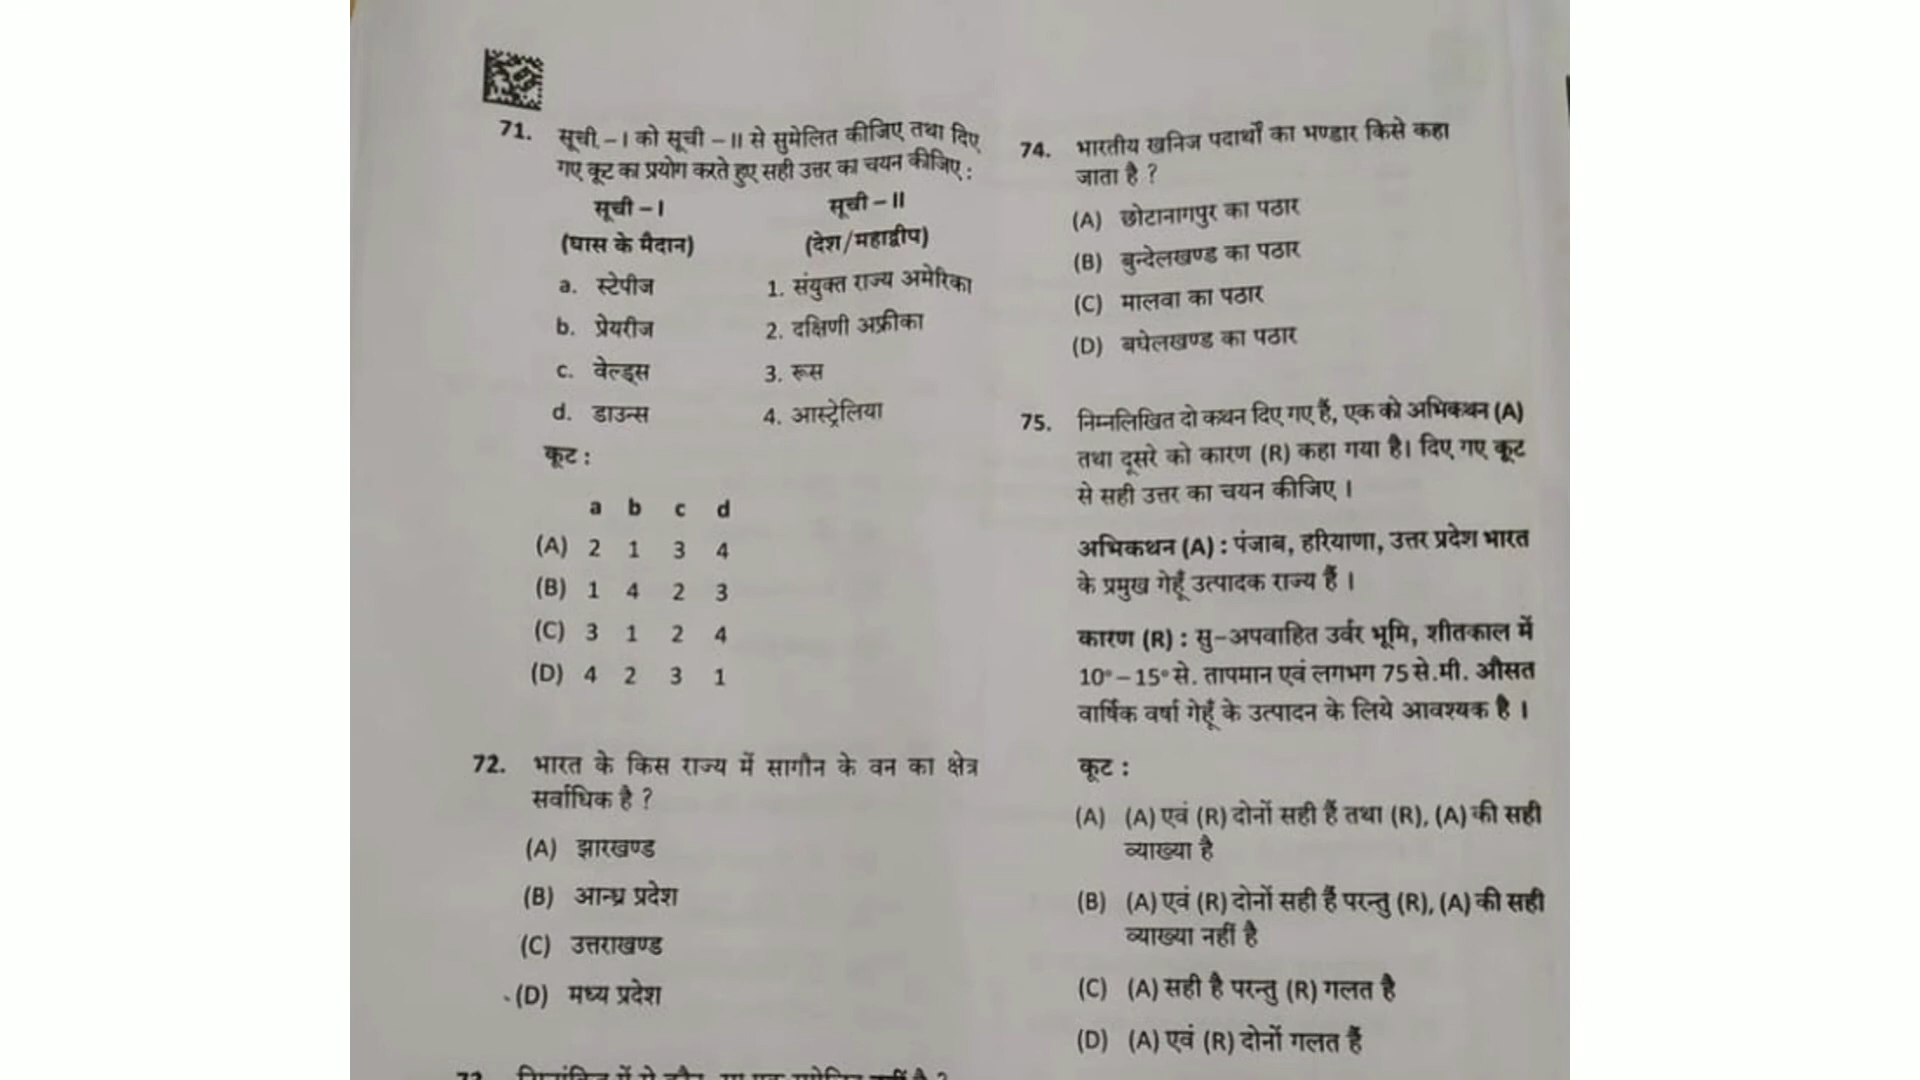 71. सूची – I को सूची – II से सुमेलित कीजिए तथा दिए
गए कूट का प्रयोग करते हुए सही उत्तर का चयन कीजिए :
सूची – I सूची – II
(घास के मैदान) (देश/महाद्वीप)
a. स्टेपीज 1. संयुक्त राज्य अमेरिका
b. प्रेयरीज 2. दक्षिणी अफ्रीका
c. वेल्ड्स 3. रूस
d. डाउन्स 4. आस्ट्रेलिया
कूट :
a b c d
(A) 2 1 3 4
(B) 1 4 2 3
(C) 3 1 2 4
(D) 4 2 3 1
72. भारत के किस राज्य में सागौन के वन का क्षेत्र
सर्वाधिक है ?
(A) झारखण्ड
(B) आन्ध्र प्रदेश
(C) उत्तराखण्ड
(D) मध्य प्रदेश
74. भारतीय खनिज पदार्थों का भण्डार किसे कहा
जाता है ?
(A) छोटानागपुर का पठार
(B) बुन्देलखण्ड का पठार
(C) मालवा का पठार
(D) बघेलखण्ड का पठार
75. निम्नलिखित दो कथन दिए गए हैं, एक को अभिकथन (A)
तथा दूसरे को कारण (R) कहा गया है। दिए गए कूट
से सही उत्तर का चयन कीजिए ।
अभिकथन (A) : पंजाब, हरियाणा, उत्तर प्रदेश भारत
के प्रमुख गेहूँ उत्पादक राज्य हैं ।
कारण (R) : सु-अपवाहित उर्वर भूमि, शीतकाल में
10° – 15° से. तापमान एवं लगभग 75 से.मी. औसत
वार्षिक वर्षा गेहूँ के उत्पादन के लिये आवश्यक है ।
कूट :
(A) (A) एवं (R) दोनों सही हैं तथा (R), (A) की सही
व्याख्या है
(B) (A) एवं (R) दोनों सही हैं परन्तु (R), (A) की सही
व्याख्या नहीं है
(C) (A) सही है परन्तु (R) गलत है
(D) (A) एवं (R) दोनों गलत हैं